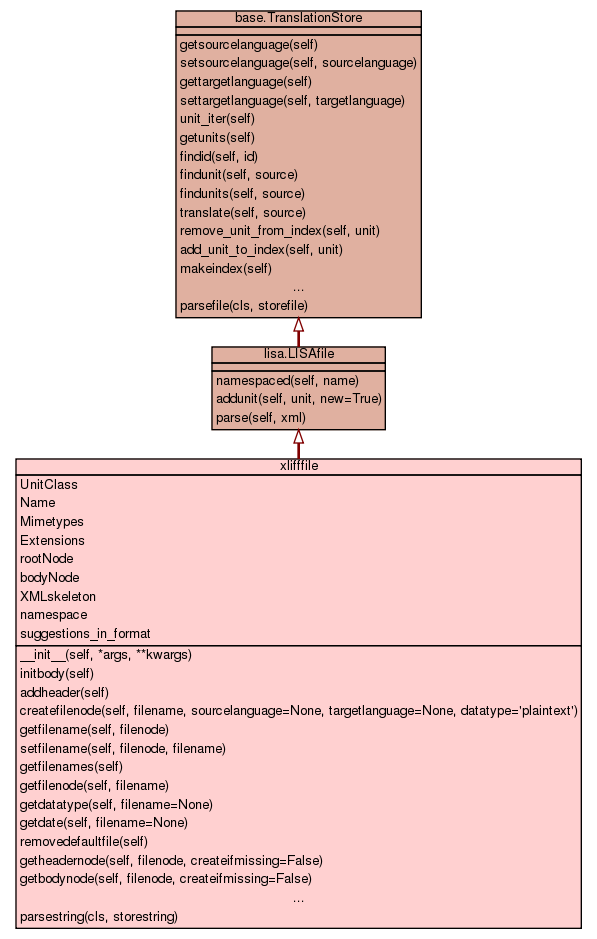 base.TranslationStore
getsourcelanguage(self)
setsourcelanguage(self, sourcelanguage)
gettargetlanguage(self)
settargetlanguage(self, targetlanguage)
unit_iter(self)
getunits(self)
findid(self, id)
findunit(self, source)
findunits(self, source)
translate(self, source)
remove_unit_from_index(self, unit)
add_unit_to_index(self, unit)
makeindex(self)
...
parsefile(cls, storefile)
lisa.LISAfile
namespaced(self, name)
addunit(self, unit, new=True)
parse(self, xml)
xlifffile
UnitClass
Name
Mimetypes
Extensions
rootNode
bodyNode
XMLskeleton
namespace
suggestions_in_format
__init__(self, *args, **kwargs)
initbody(self)
addheader(self)
createfilenode(self, filename, sourcelanguage=None, targetlanguage=None, datatype='plaintext')
getfilename(self, filenode)
setfilename(self, filenode, filename)
getfilenames(self)
getfilenode(self, filename)
getdatatype(self, filename=None)
getdate(self, filename=None)
removedefaultfile(self)
getheadernode(self, filenode, createifmissing=False)
getbodynode(self, filenode, createifmissing=False)
...
parsestring(cls, storestring)